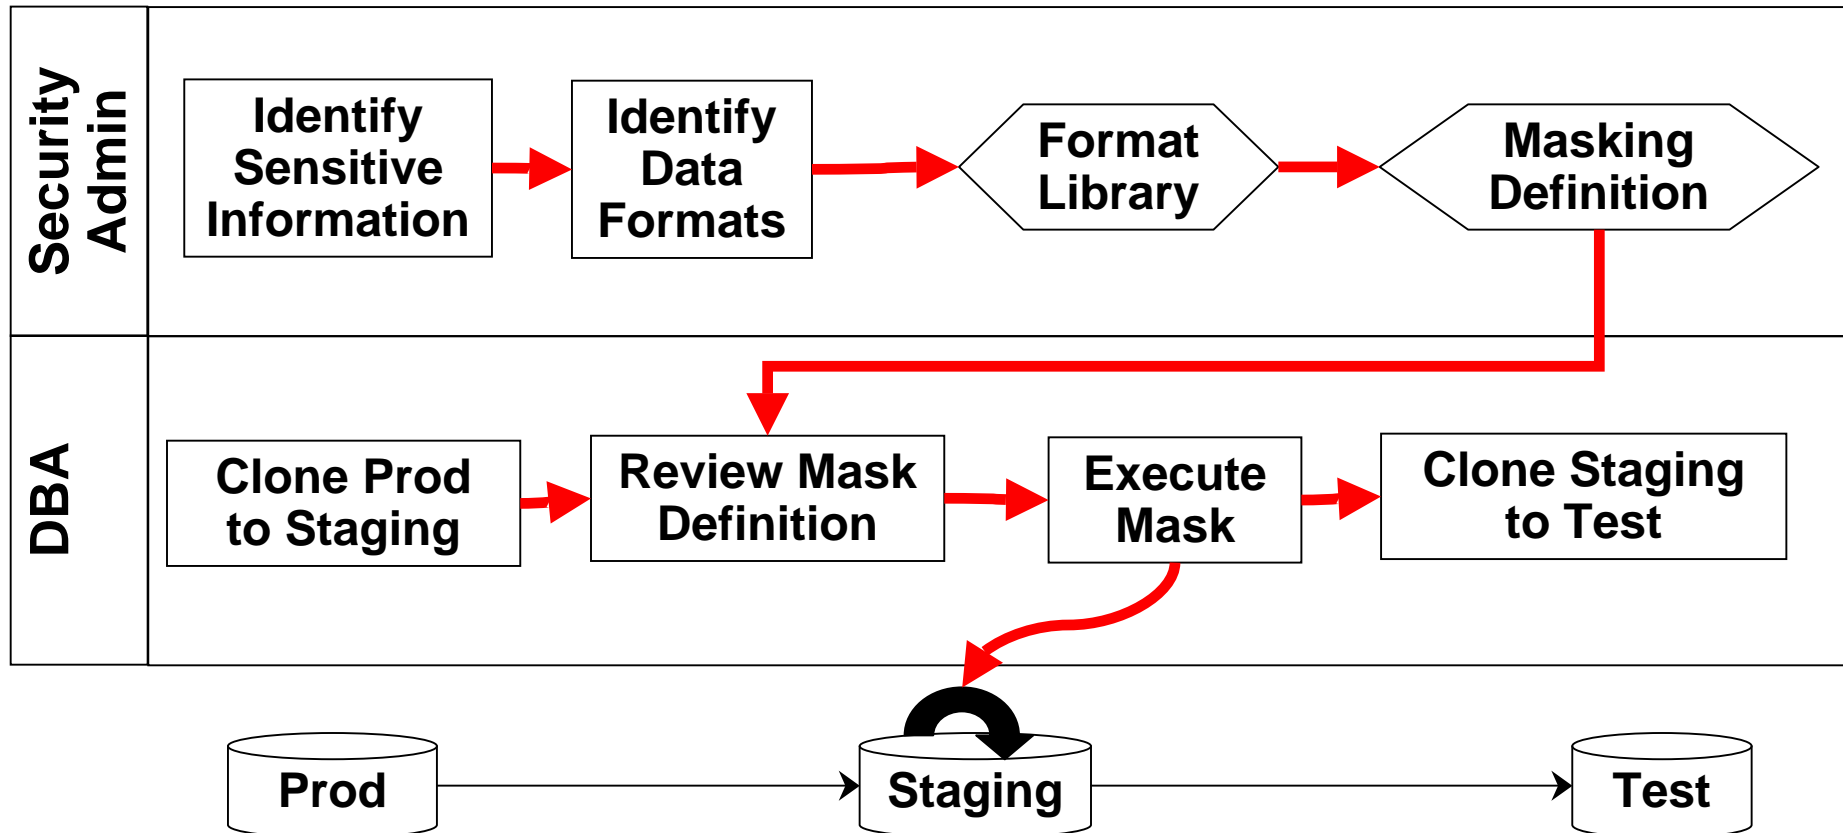 Security
Admin
Identify
Sensitive
Information
Identify
Data
Formats
Format
Library
Masking
Definition
DBA
Clone Prod
to Staging
Review Mask
Definition
Execute
Mask
Clone Staging
to Test
Prod
Staging
Test